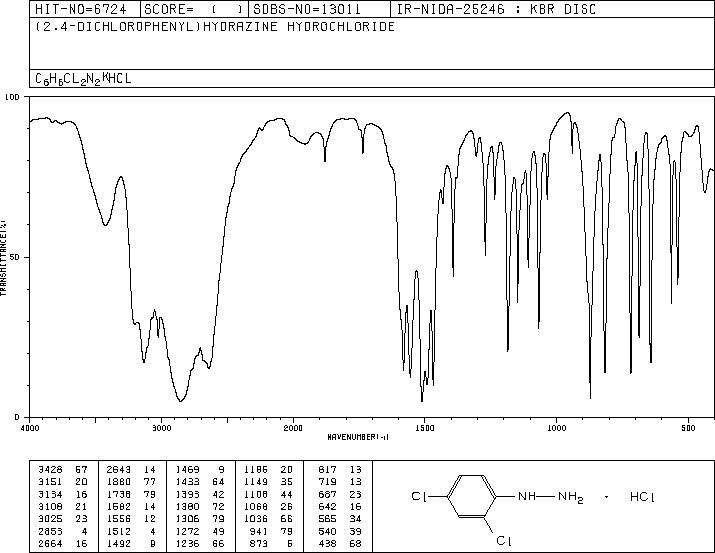 HIT-NO=6724 SCORE= ( ) SDBS-NO=13011 IR-NIDA-25246 : KBR DISC
(2.4-DICHLOROPHENYL)HYDRAZINE HYDROCHLORIDE
C6H6CL2N2*HCL
100
50
0
TRANSMITTANCE(%)
4000 3000 2000 1500 1000 500
WAVENUMBER(-1)
3428 57 2643 14 1469 9 1186 20 817 13
3151 20 1880 77 1433 64 1149 35 719 13
3134 16 1738 79 1393 42 1108 44 687 23
3108 21 1582 14 1380 72 1068 26 642 16
3025 23 1556 12 1306 79 1036 66 565 34
2853 4 1512 4 1272 49 941 79 540 39
2664 16 1492 9 1236 66 873 5 438 68
Cl NH NH2 · HCl
Cl